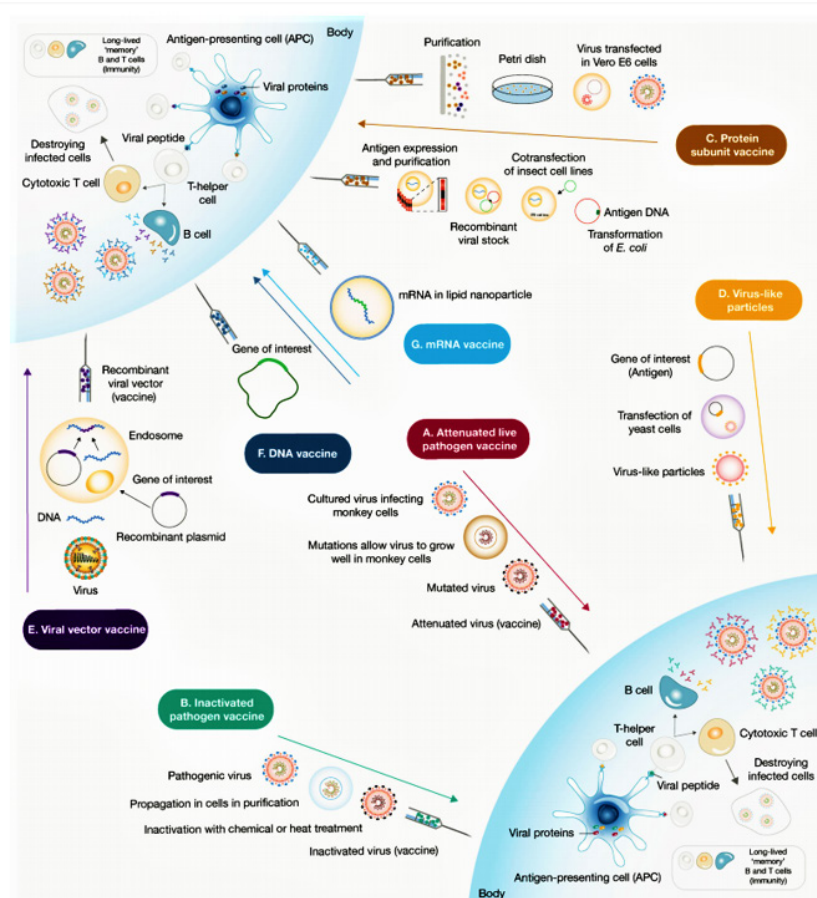 Body
Long-lived
'memory'
B and T cells
(immunity)
Antigen-presenting cell (APC)
Viral proteins
Viral peptide
Destroying
infected cells
Cytotoxic T cell
T-helper
cell
B cell
Purification
Petri dish
Virus transfected
in Vero E6 cells
C. Protein
subunit vaccine
Antigen expression
and purification
Cotransfection
of insect cell lines
Recombinant
viral stock
Antigen DNA
Transformation
of E. coli
mRNA in lipid nanoparticle
G. mRNA vaccine
Gene of interest
F. DNA vaccine
D. Virus-like
particles
Gene of interest
(Antigen)
Transfection of
yeast cells
Virus-like particles
Recombinant
viral vector
(vaccine)
Endosome
Gene of interest
DNA
Recombinant plasmid
Virus
E. Viral vector vaccine
A. Attenuated live
pathogen vaccine
Cultured virus infecting
monkey cells
Mutations allow virus to grow
well in monkey cells
Mutated virus
Attenuated virus (vaccine)
B. Inactivated
pathogen vaccine
Pathogenic virus
Propagation in cells in purification
Inactivation with chemical or heat treatment
Inactivated virus (vaccine)
B cell
T-helper
cell
Cytotoxic T cell
Destroying
infected cells
Viral peptide
Viral proteins
Antigen-presenting cell (APC)
Long-lived
'memory'
B and T cells
(immunity)
Body